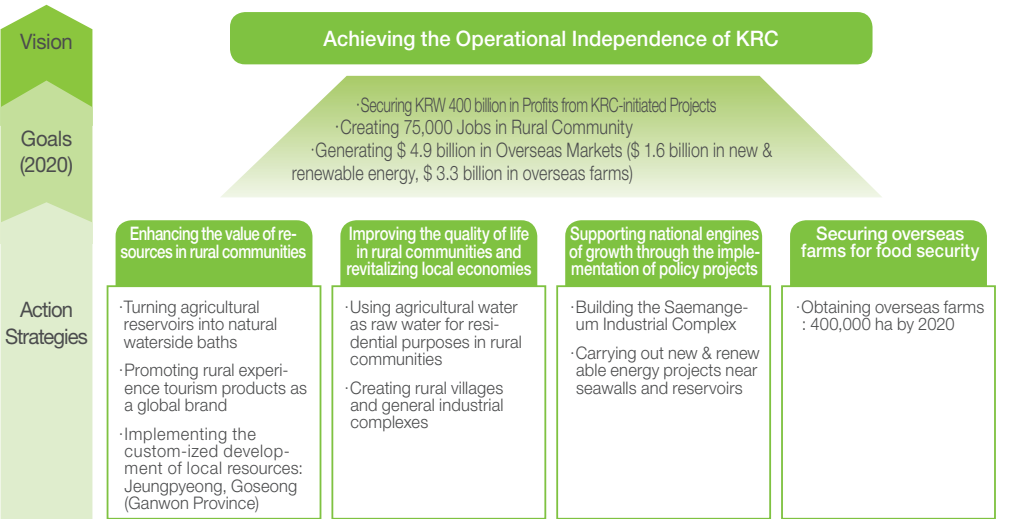 Vision
Achieving the Operational Independence of KRC
Goals
(2020)
·Securing KRW 400 billion in Profits from KRC-initiated Projects
·Creating 75,000 Jobs in Rural Community
·Generating $ 4.9 billion in Overseas Markets ($ 1.6 billion in new &
renewable energy, $ 3.3 billion in overseas farms)
Action
Strategies
Enhancing the value of re-
sources in rural communities
·Turning agricultural
reservoirs into natural
waterside baths
·Promoting rural experi-
ence tourism products as
a global brand
·Implementing the
custom-ized develop-
ment of local resources:
Jeungpyeong, Goseong
(Ganwon Province)
Improving the quality of life
in rural communities and
revitalizing local economies
·Using agricultural water
as raw water for resi-
dential purposes in rural
communities
·Creating rural villages
and general industrial
complexes
Supporting national engines
of growth through the imple-
mentation of policy projects
·Building the Saemange-
um Industrial Complex
·Carrying out new & renew
able energy projects near
seawalls and reservoirs
Securing overseas
farms for food security
·Obtaining overseas farms
: 400,000 ha by 2020